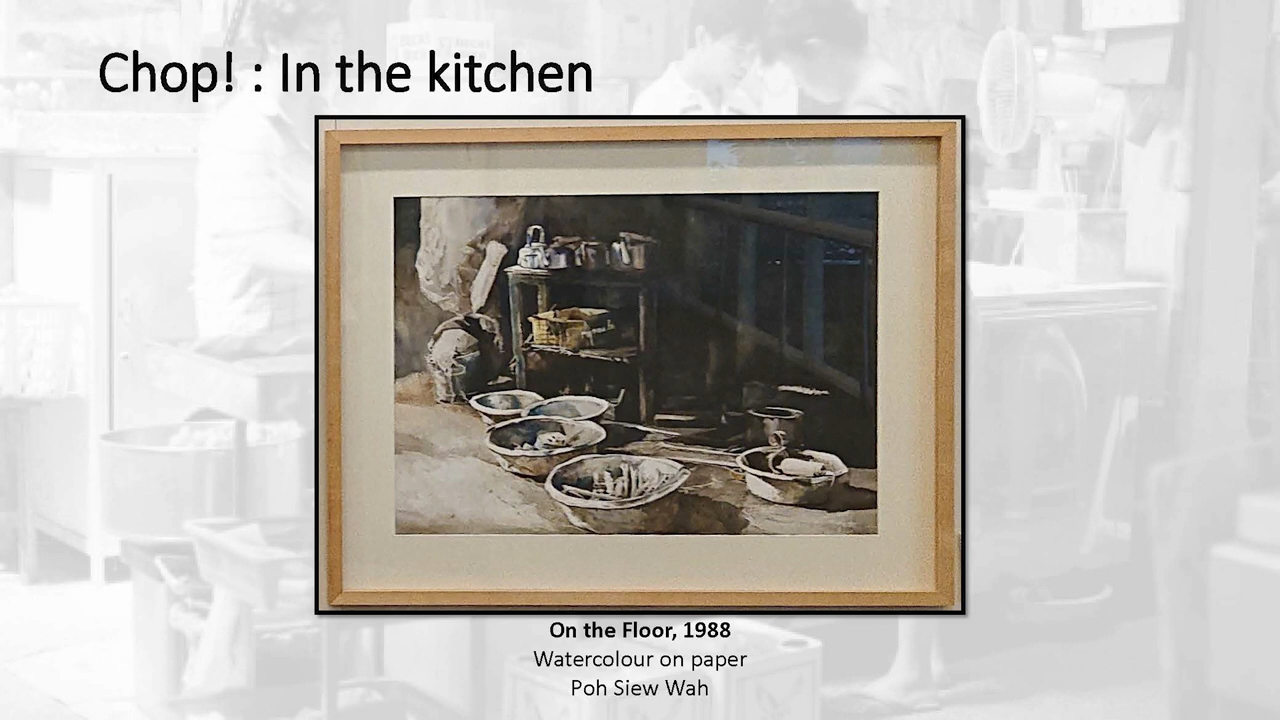 Chop! : In the kitchen
On the Floor, 1988
Watercolour on paper
Poh Siew Wah